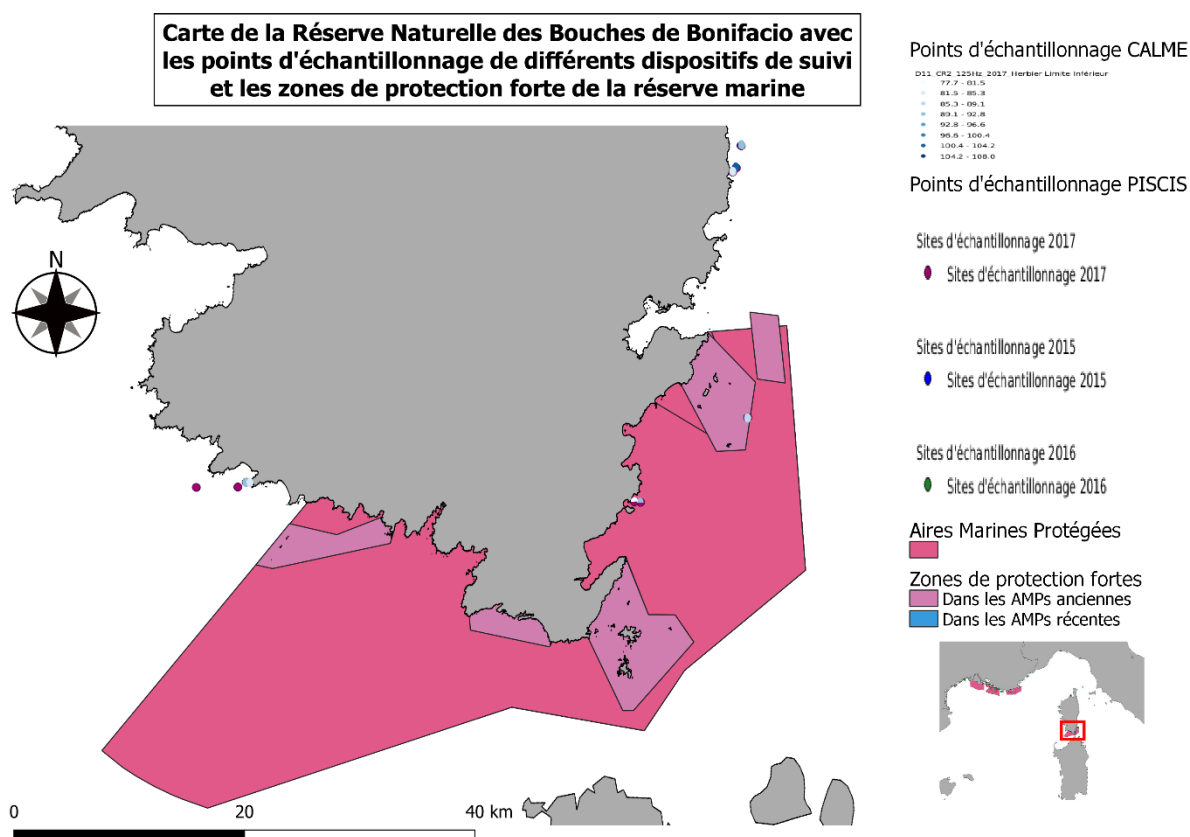 Carte de la Réserve Naturelle des Bouches de Bonifacio avec
les points d'échantillonnage de différents dispositifs de suivi
et les zones de protection forte de la réserve marine
Points d'échantillonnage CALME
D11_CR2_125Hz_2017_Herbier Limite Inférieur
77.7 - 81.5
81.5 - 85.3
85.3 - 89.1
89.1 - 92.8
92.8 - 96.6
96.6 - 100.4
100.4 - 104.2
104.2 - 108.0
Points d'échantillonnage PISCIS
Sites d'échantillonnage 2017
Sites d'échantillonnage 2017
Sites d'échantillonnage 2015
Sites d'échantillonnage 2015
Sites d'échantillonnage 2016
Sites d'échantillonnage 2016
Aires Marines Protégées
Zones de protection fortes
Dans les AMPs anciennes
Dans les AMPs récentes
N
0 20 40 km